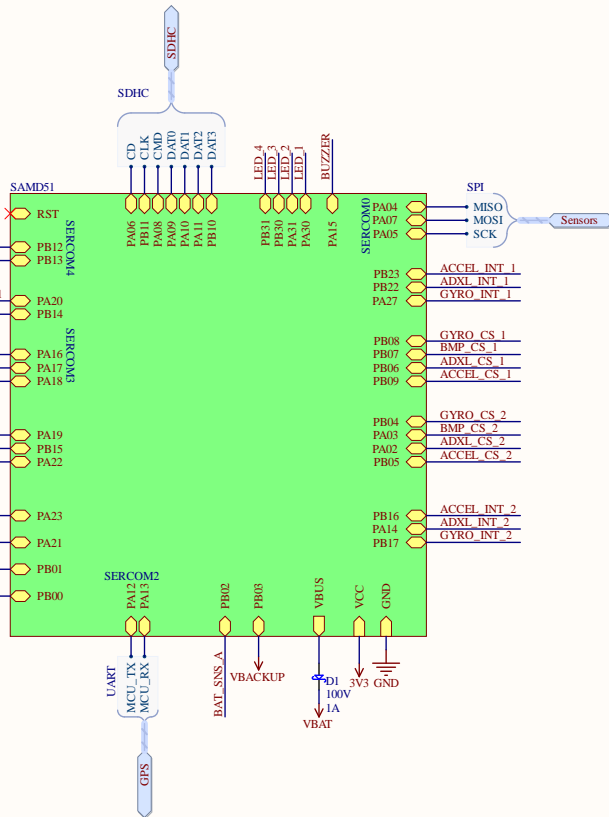 SDHC
SDHC
CD
CLK
CMD
DAT0
DAT1
DAT2
DAT3
LED_4
LED_3
LED_2
LED_1
BUZZER
SAMD51
PA06
PB11
PA08
PA09
PA10
PA11
PB10
PB31
PB30
PA31
PA30
PA15
SERCOM0
RST
SERCOM4
PB12
PB13
PA20
PB14
SERCOM3
PA16
PA17
PA18
PA19
PB15
PA22
PA23
PA21
PB01
PB00
SPI
PA04 MISO
PA07 MOSI
PA05 SCK
Sensors
PB23 ACCEL_INT_1
PB22 ADXL_INT_1
PA27 GYRO_INT_1
PB08 GYRO_CS_1
PB07 BMP_CS_1
PB06 ADXL_CS_1
PB09 ACCEL_CS_1
PB04 GYRO_CS_2
PA03 BMP_CS_2
PA02 ADXL_CS_2
PB05 ACCEL_CS_2
PB16 ACCEL_INT_2
PA14 ADXL_INT_2
PB17 GYRO_INT_2
SERCOM2
PA12
PA13
PB02
PB03
VBUS
VCC
GND
UART
MCU_TX
MCU_RX
GPS
BAT_SNS_A
VBACKUP
D1
100V
1A
VBAT
3V3
GND